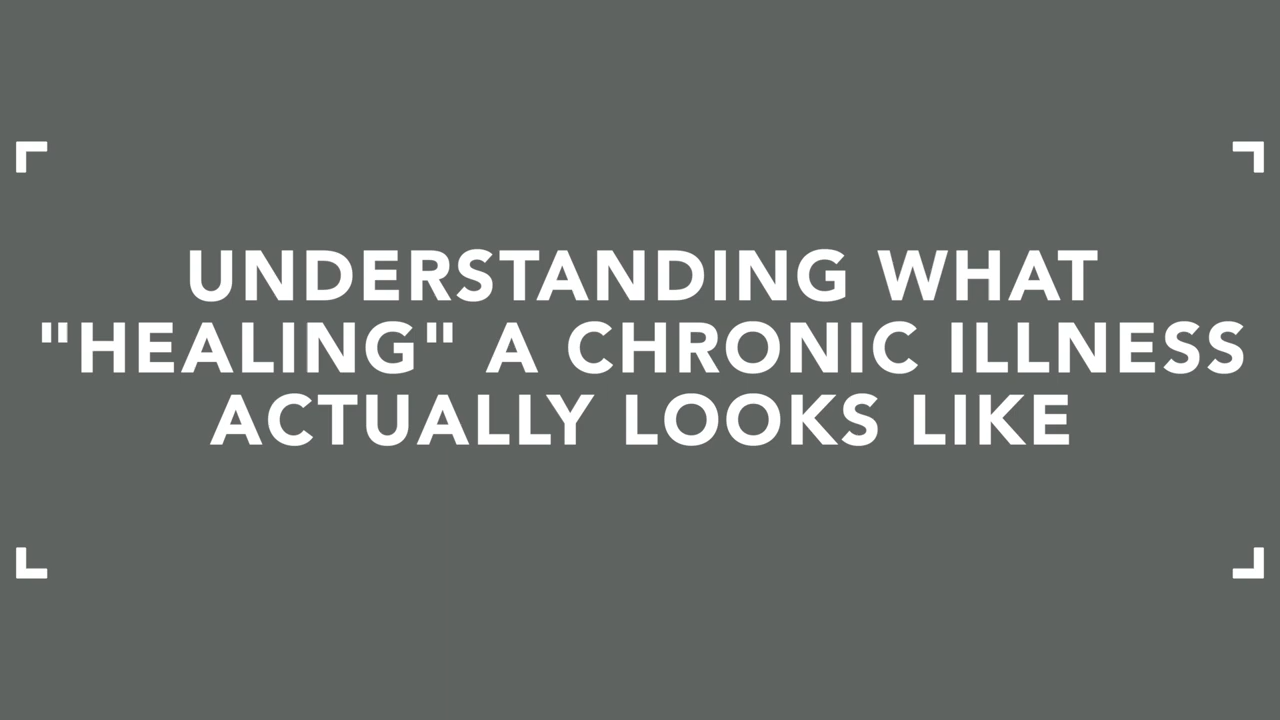 UNDERSTANDING WHAT
"HEALING" A CHRONIC ILLNESS
ACTUALLY LOOKS LIKE